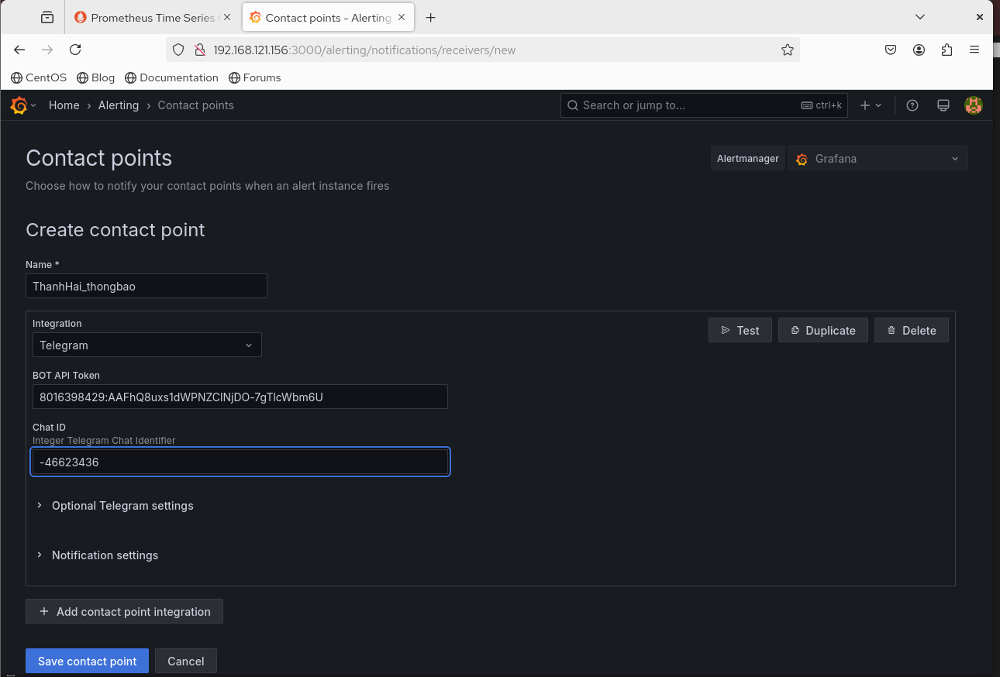 Prometheus Time Series
Contact points - Alerting
192.168.121.156:3000/alerting/notifications/receivers/new
CentOS Blog Documentation Forums
Home › Alerting › Contact points
Search or jump to... ctrl+k
Contact points
Alertmanager Grafana
Choose how to notify your contact points when an alert instance fires
Create contact point
Name *
ThanhHai_thongbao
Integration
Telegram
Test Duplicate Delete
BOT API Token
8016398429:AAFhQ8uxs1dWPNZClNjDO-7gTlcWbm6U
Chat ID
Integer Telegram Chat Identifier
-46623436
Optional Telegram settings
Notification settings
Add contact point integration
Save contact point Cancel